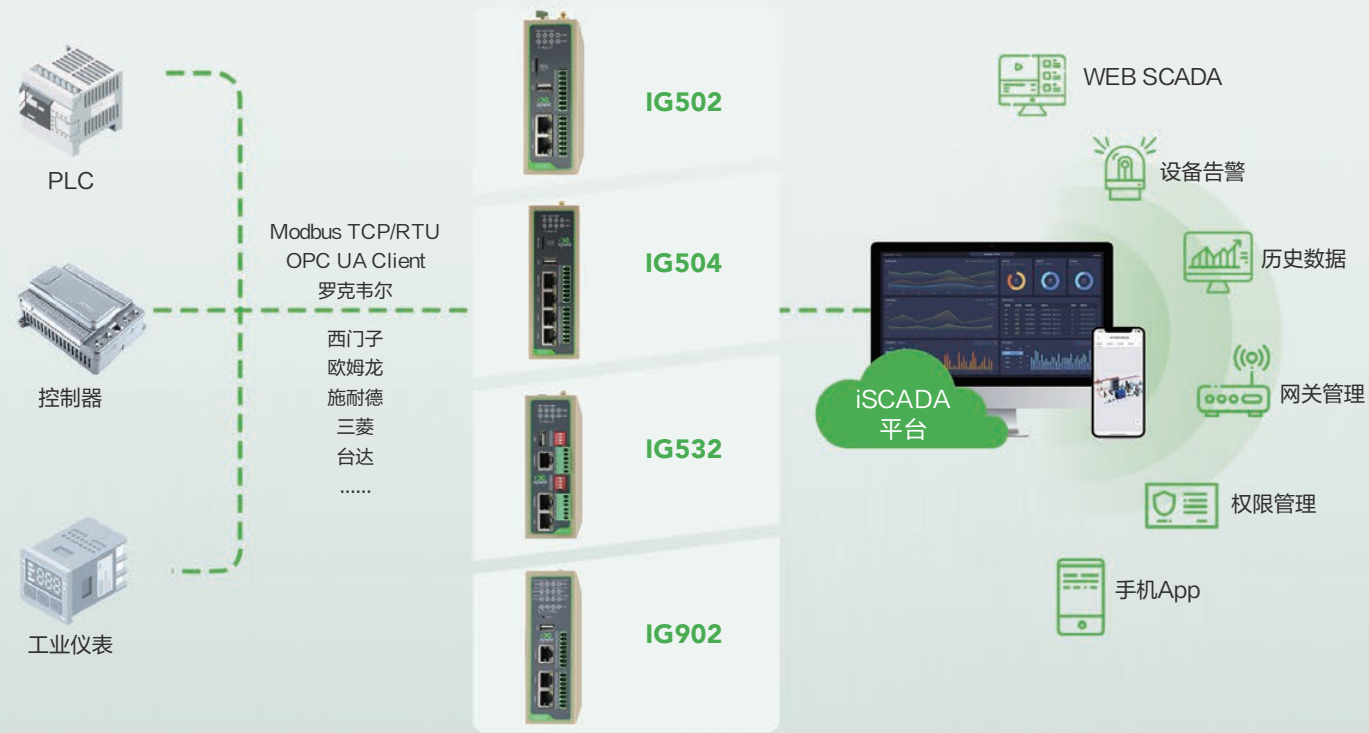 PLC
控制器
工业仪表
Modbus TCP/RTU
OPC UA Client
罗克韦尔
西门子
欧姆龙
施耐德
三菱
台达
......
IG502
IG504
IG532
IG902
iSCADA
平台
WEB SCADA
设备告警
历史数据
网关管理
权限管理
手机App